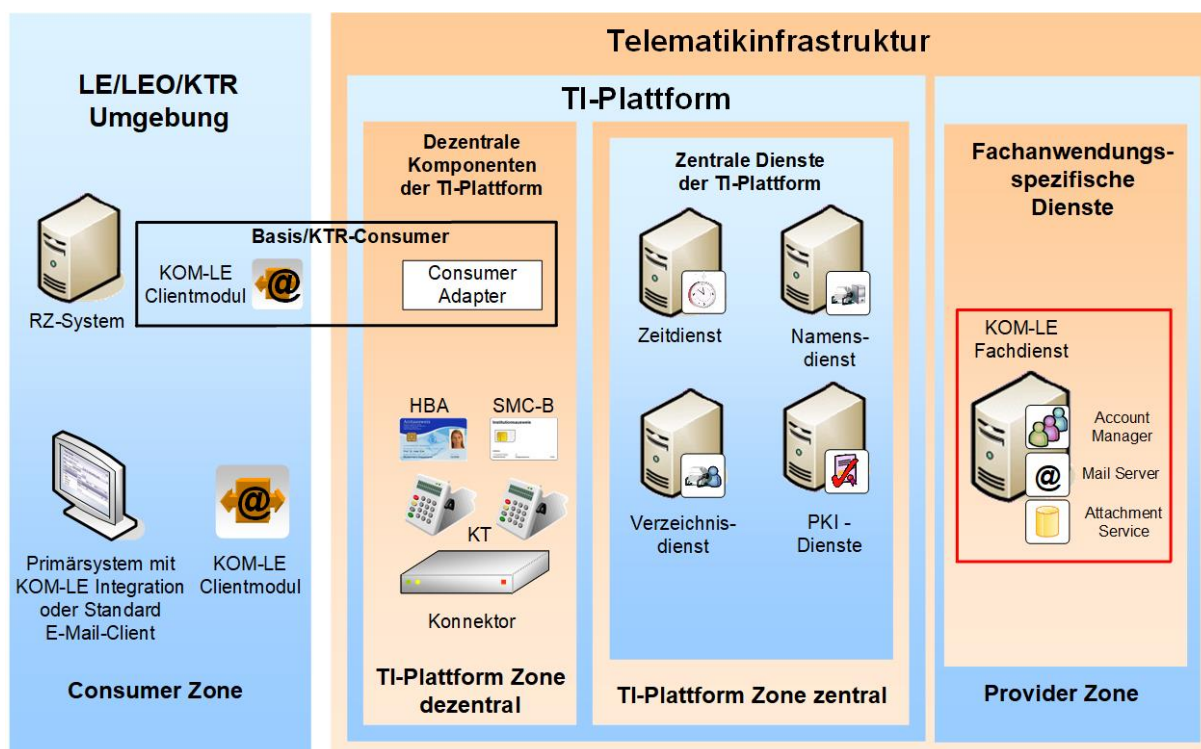 Telematikinfrastruktur
LE/LEO/KTR
Umgebung
TI-Plattform
Dezentrale
Komponenten
der TI-Plattform
Zentrale Dienste
der TI-Plattform
Fachanwendungs-
spezifische
Dienste
Basis/KTR-Consumer
KOM-LE
Clientmodul
@
Consumer
Adapter
RZ-System
Zeitdienst
Namens-
dienst
KOM-LE
Fachdienst
Account
Manager
@
Mail Server
Attachment
Service
HBA
SMC-B
KT
Konnektor
Verzeichnis-
dienst
PKI -
Dienste
@
Primärsystem mit
KOM-LE Integration
oder Standard
E-Mail-Client
KOM-LE
Clientmodul
Consumer Zone
TI-Plattform Zone
dezentral
TI-Plattform Zone zentral
Provider Zone